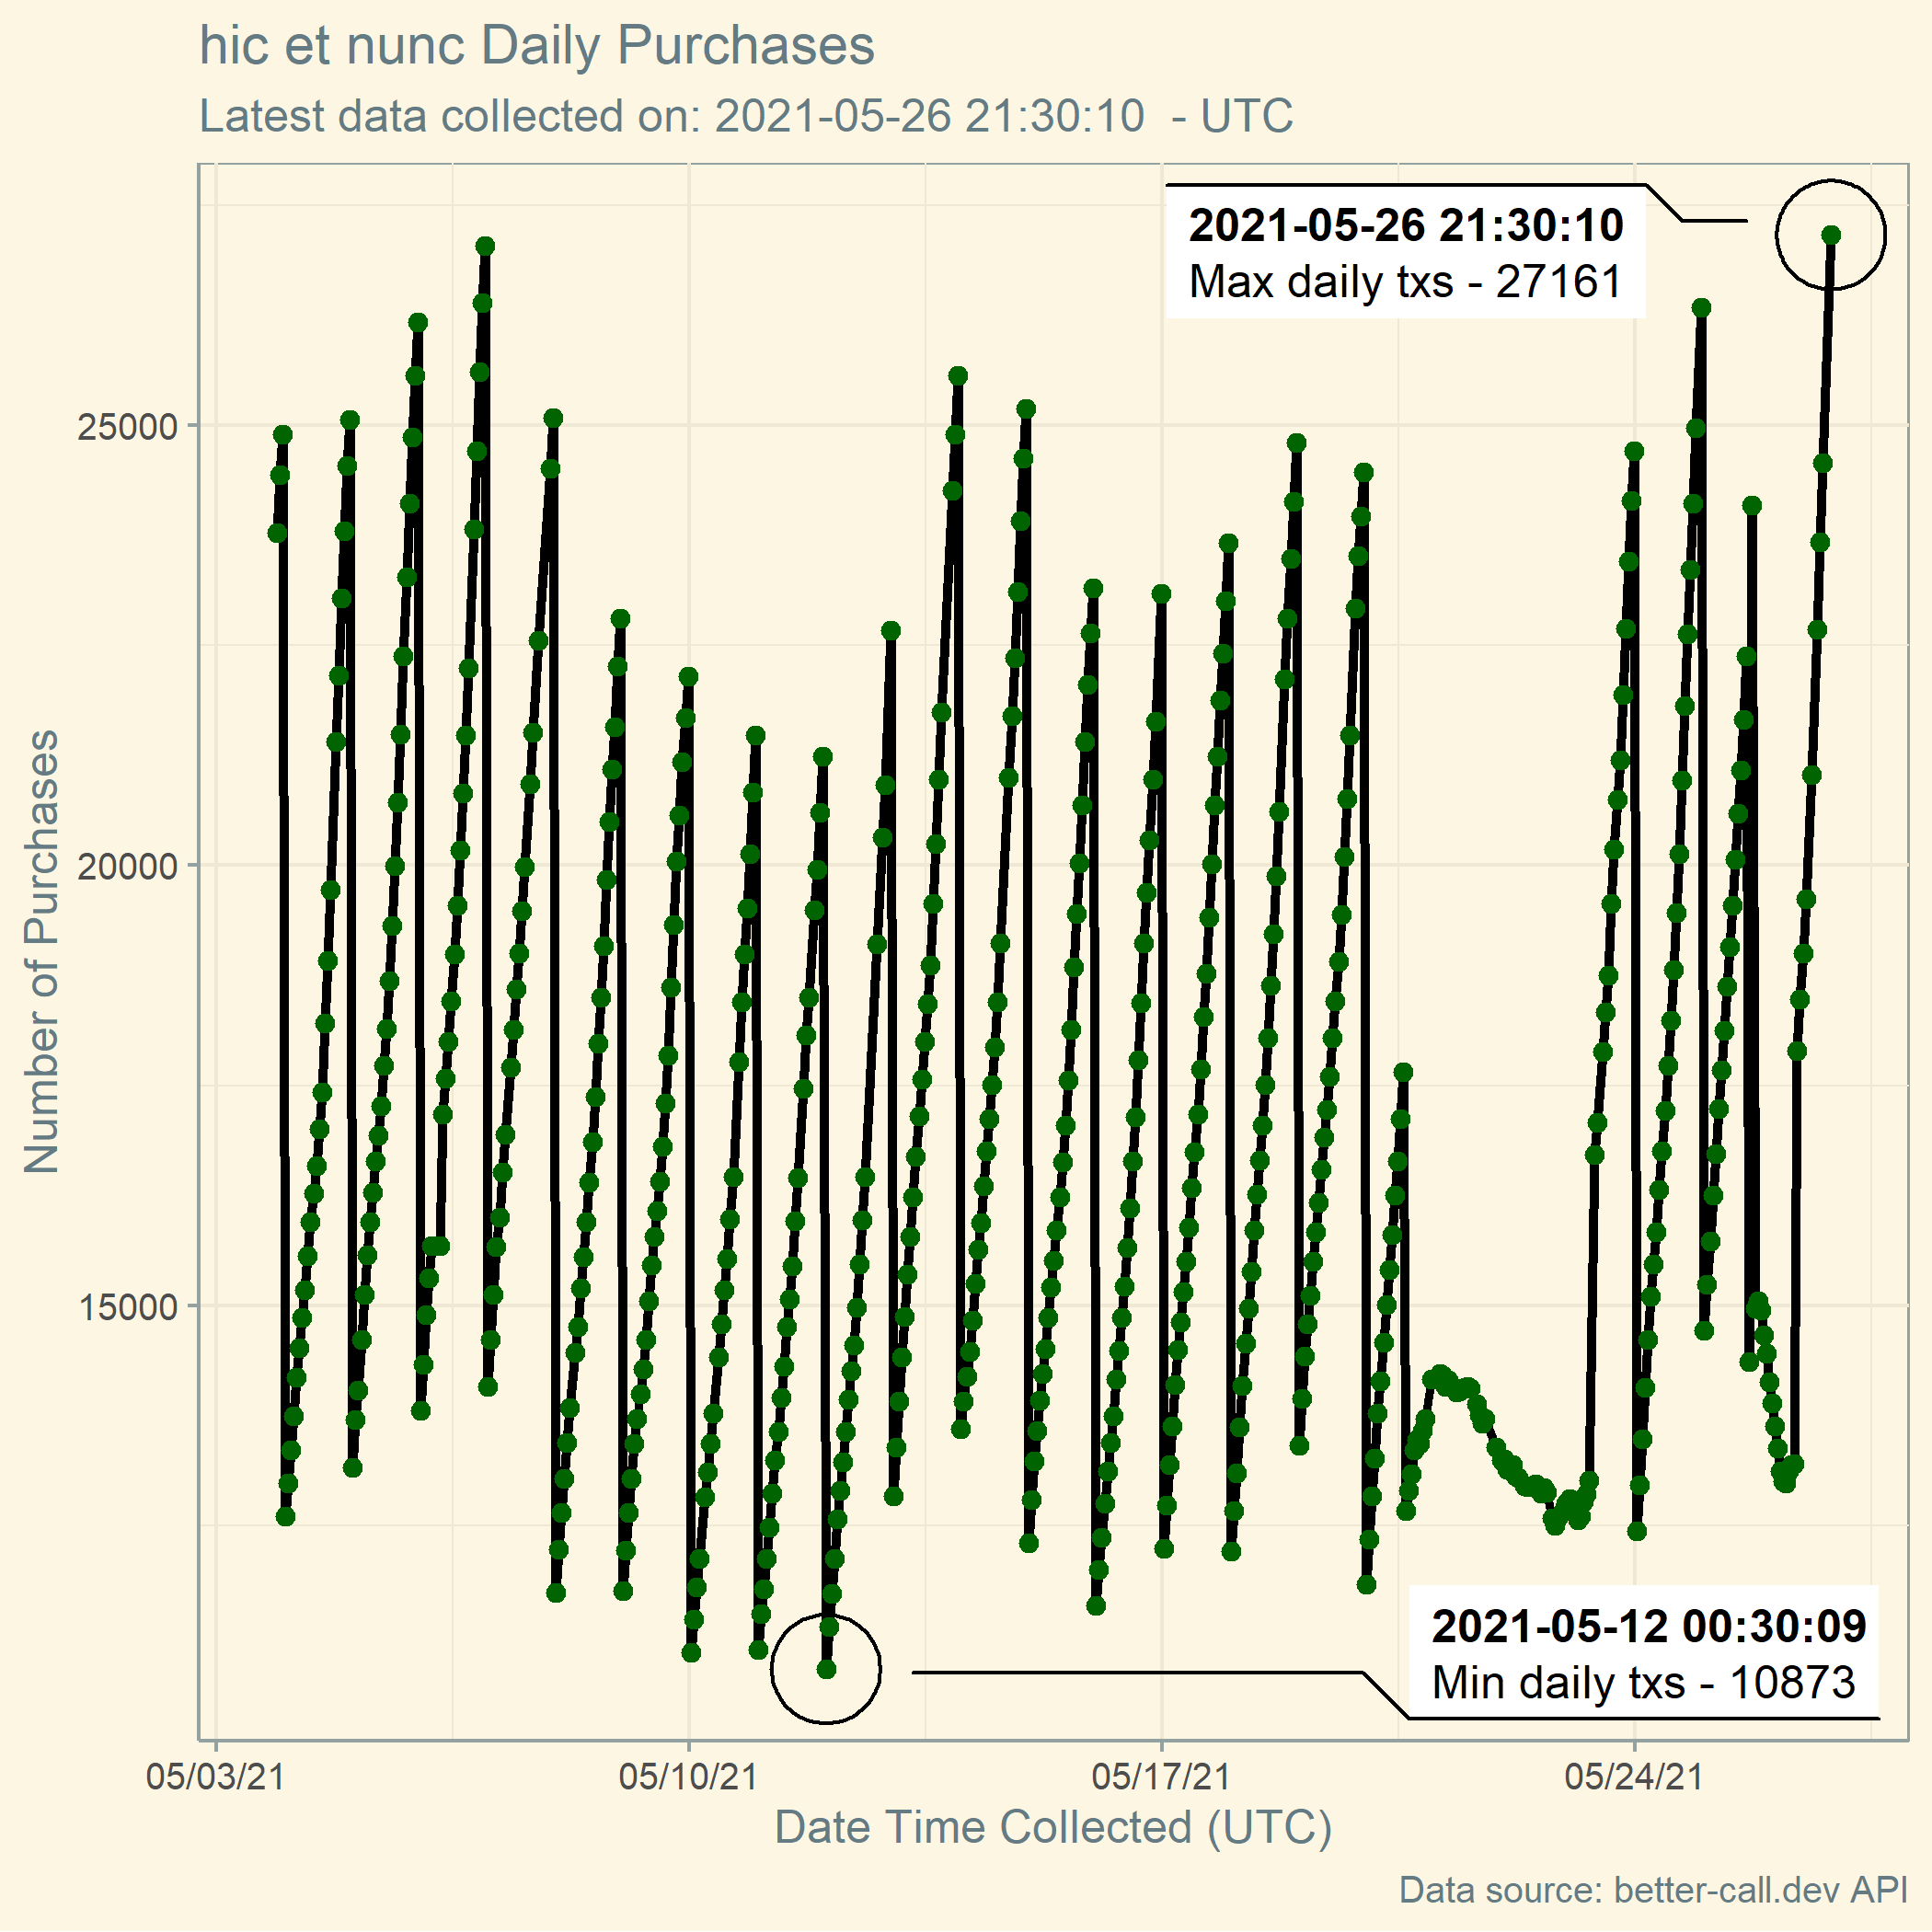 hic et nunc Daily Purchases
Latest data collected on: 2021-05-26 21:30:10  - UTC
2021-05-26 21:30:10
Max daily txs - 27161
25000
20000
15000
Number of Purchases
2021-05-12 00:30:09
Min daily txs - 10873
05/03/21
05/10/21
05/17/21
05/24/21
Date Time Collected (UTC)
Data source: better-call.dev API